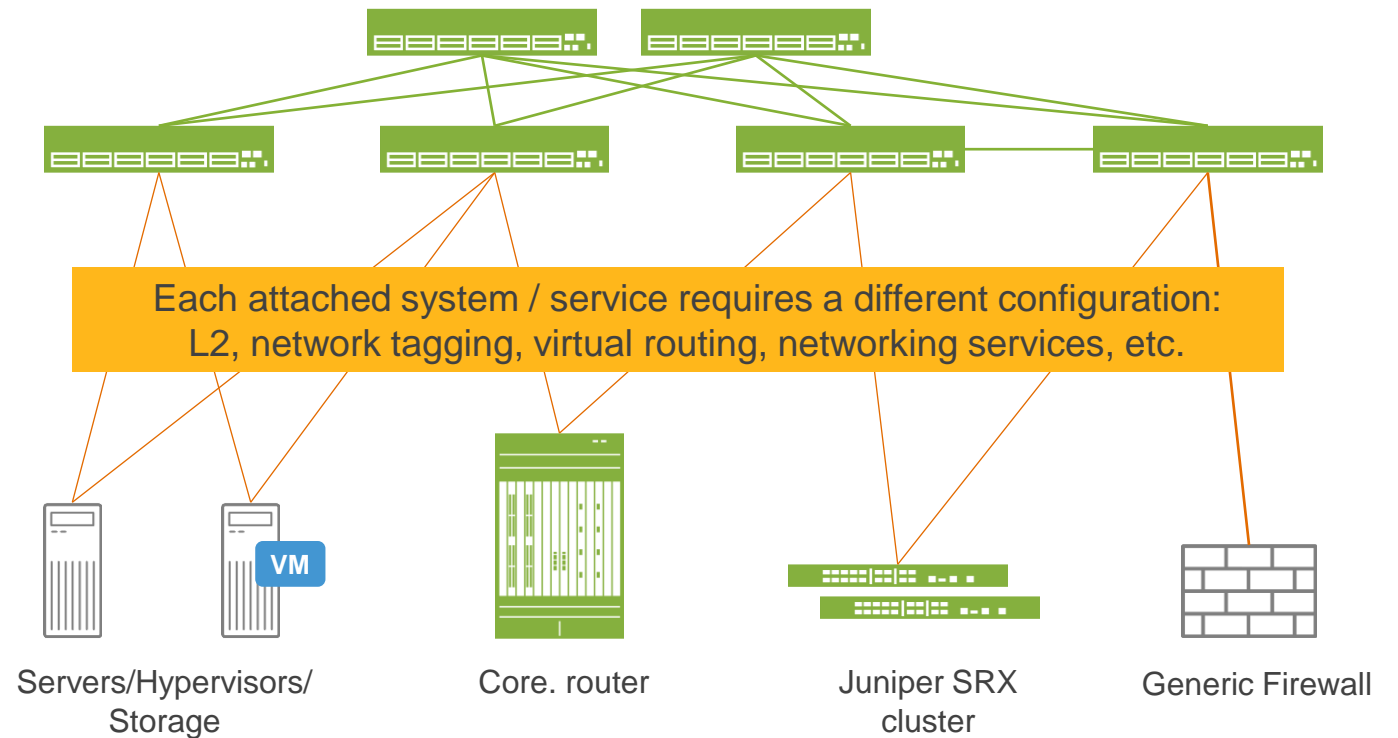 Each attached system / service requires a different configuration:
L2, network tagging, virtual routing, networking services, etc.
VM
Servers/Hypervisors/
Storage
Core. router
Juniper SRX
cluster
Generic Firewall